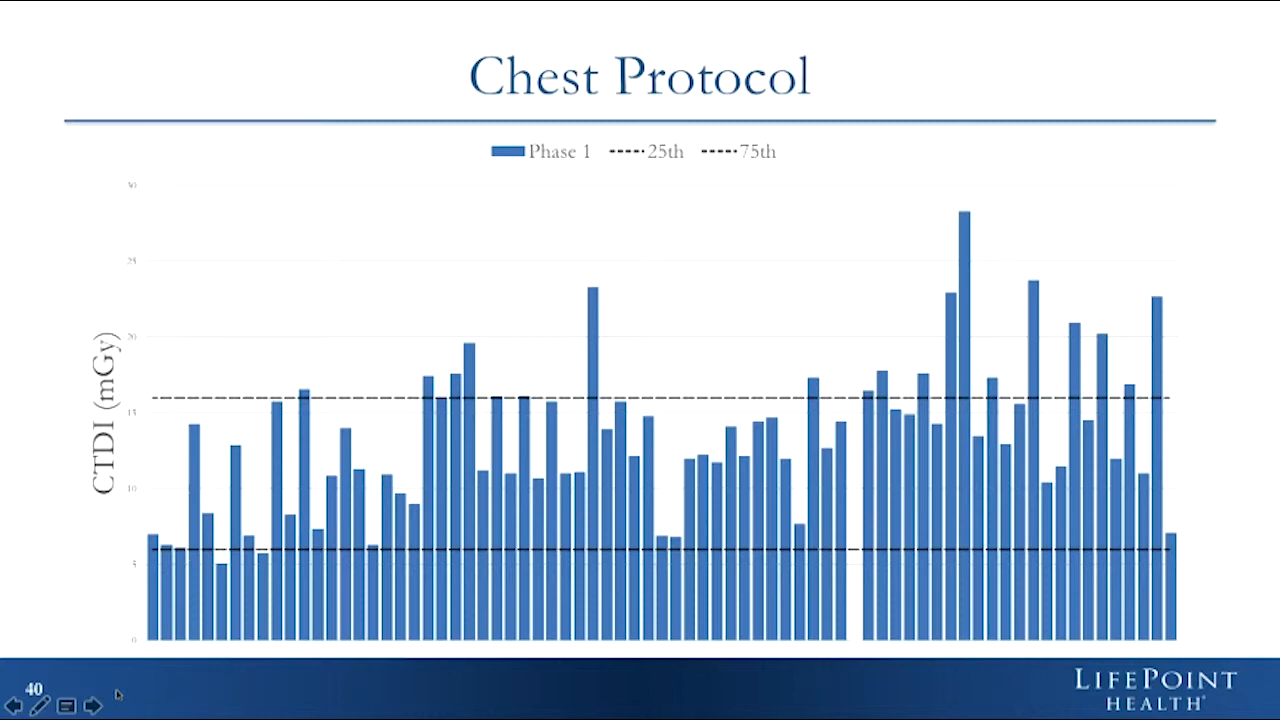 Chest Protocol
Phase 1 25th 75th
30
25
20
15
10
5
0
CTDI (mGy)
40
LIFEPOINT
HEALTH®